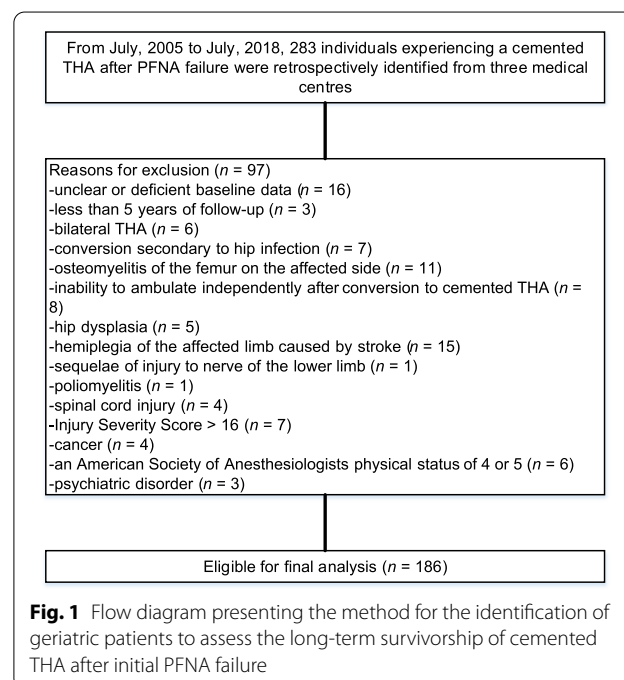 From July, 2005 to July, 2018, 283 individuals experiencing a cemented
THA after PFNA failure were retrospectively identified from three medical
centres
Reasons for exclusion (n = 97)
-unclear or deficient baseline data (n = 16)
-less than 5 years of follow-up (n = 3)
-bilateral THA (n = 6)
-conversion secondary to hip infection (n = 7)
-osteomyelitis of the femur on the affected side (n = 11)
-inability to ambulate independently after conversion to cemented THA (n =
8)
-hip dysplasia (n = 5)
-hemiplegia of the affected limb caused by stroke (n = 15)
-sequelae of injury to nerve of the lower limb (n = 1)
-poliomyelitis (n = 1)
-spinal cord injury (n = 4)
-Injury Severity Score > 16 (n = 7)
-cancer (n = 4)
-an American Society of Anesthesiologists physical status of 4 or 5 (n = 6)
-psychiatric disorder (n = 3)
Eligible for final analysis (n = 186)
Fig. 1 Flow diagram presenting the method for the identification of
geriatric patients to assess the long-term survivorship of cemented
THA after initial PFNA failure